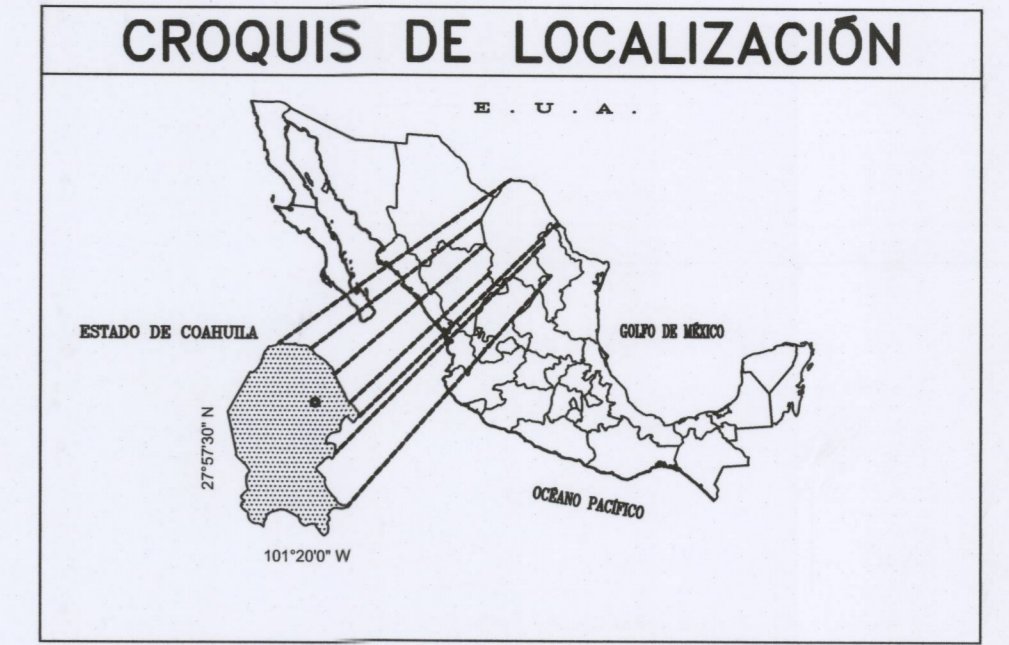 CROQUIS DE LOCALIZACIÓN
E . U . A .
ESTADO DE COAHUILA
GOLFO DE MÉXICO
27°57'30" N
OCÉANO PACÍFICO
101°20'0" W